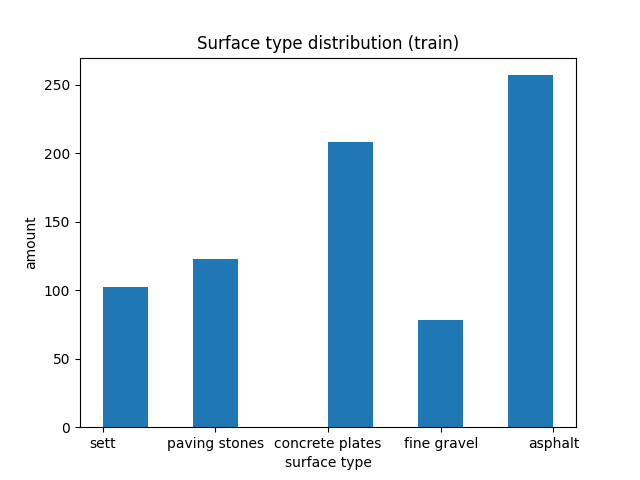 Surface type distribution (train)
250
200
150
100
50
0
amount
sett
paving stones
concrete plates
fine gravel
asphalt
surface type